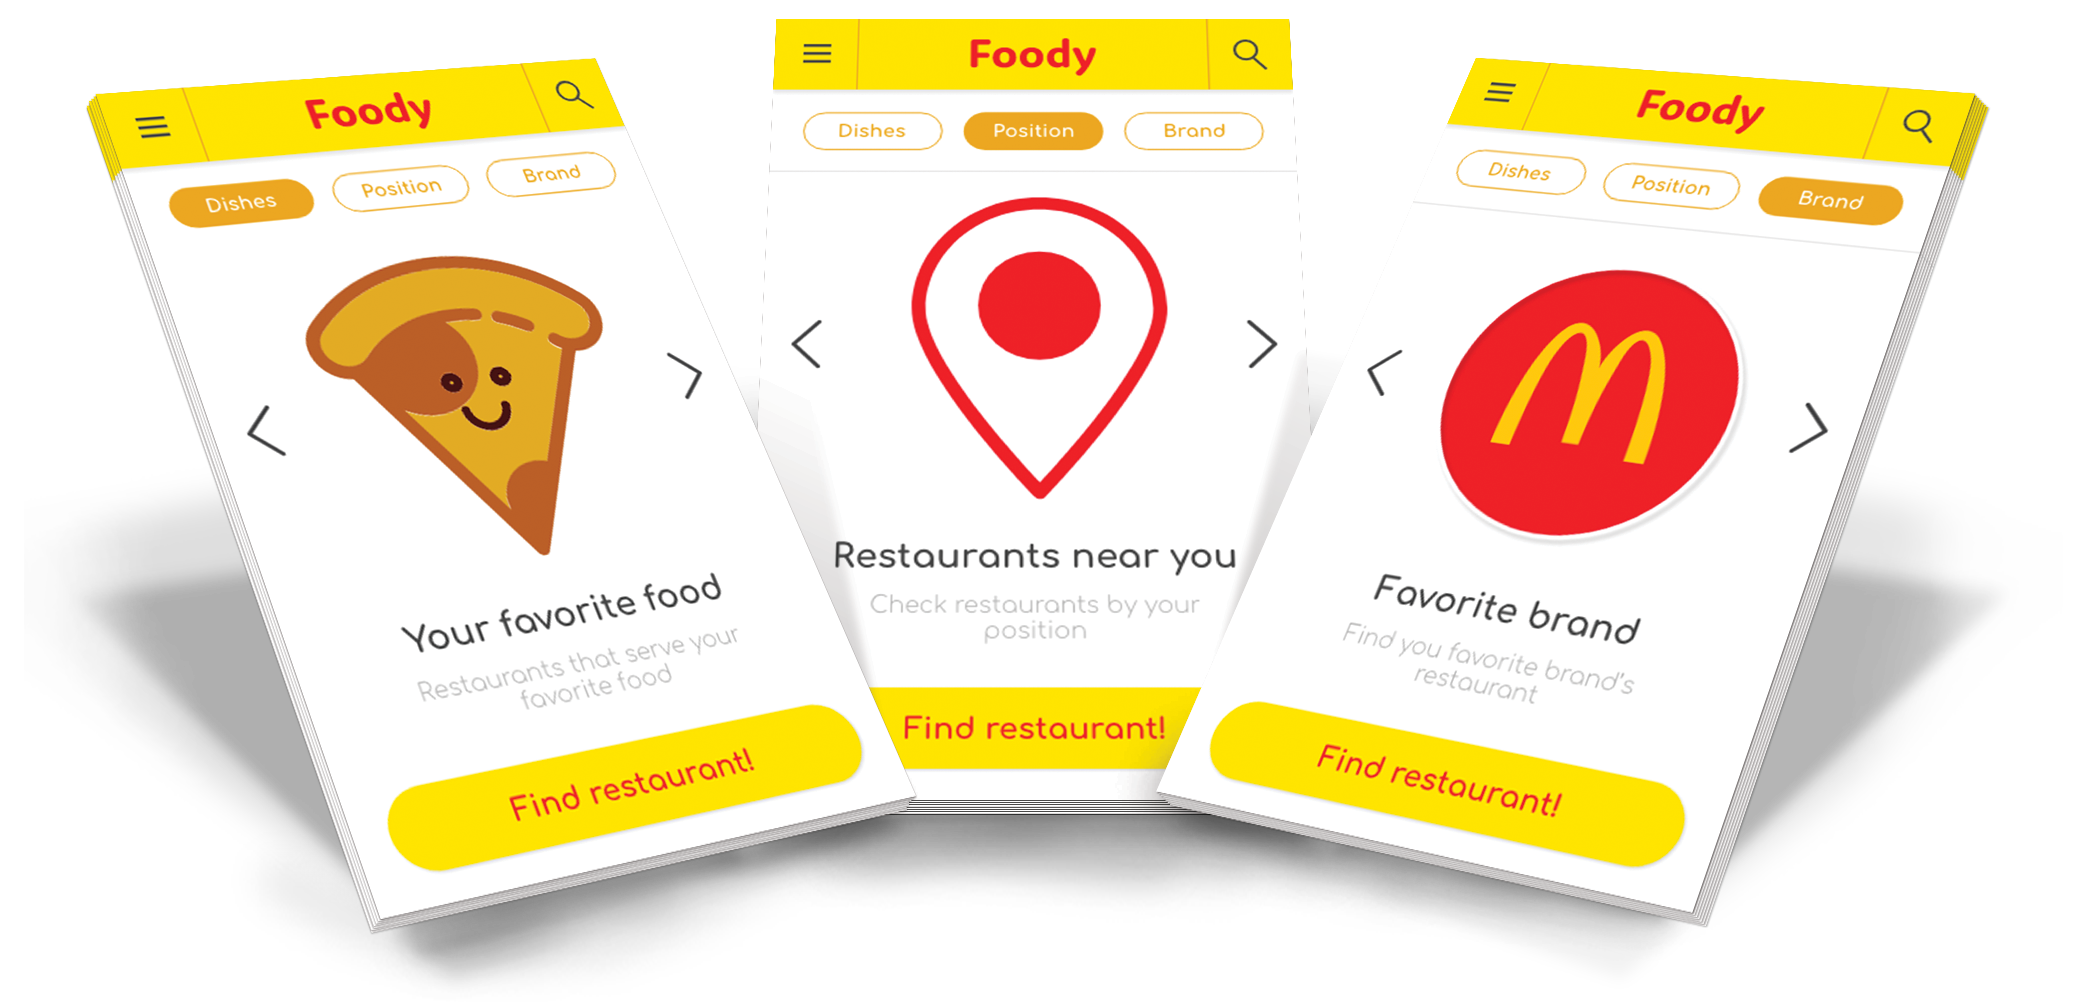 Foody
Dishes
Position
Brand
Your favorite food
Restaurants that serve your
favorite food
Find restaurant!
Foody
Dishes
Position
Brand
Restaurants near you
Check restaurants by your
position
Find restaurant!
Foody
Dishes
Position
Brand
Favorite brand
Find you favorite brand's
restaurant
Find restaurant!